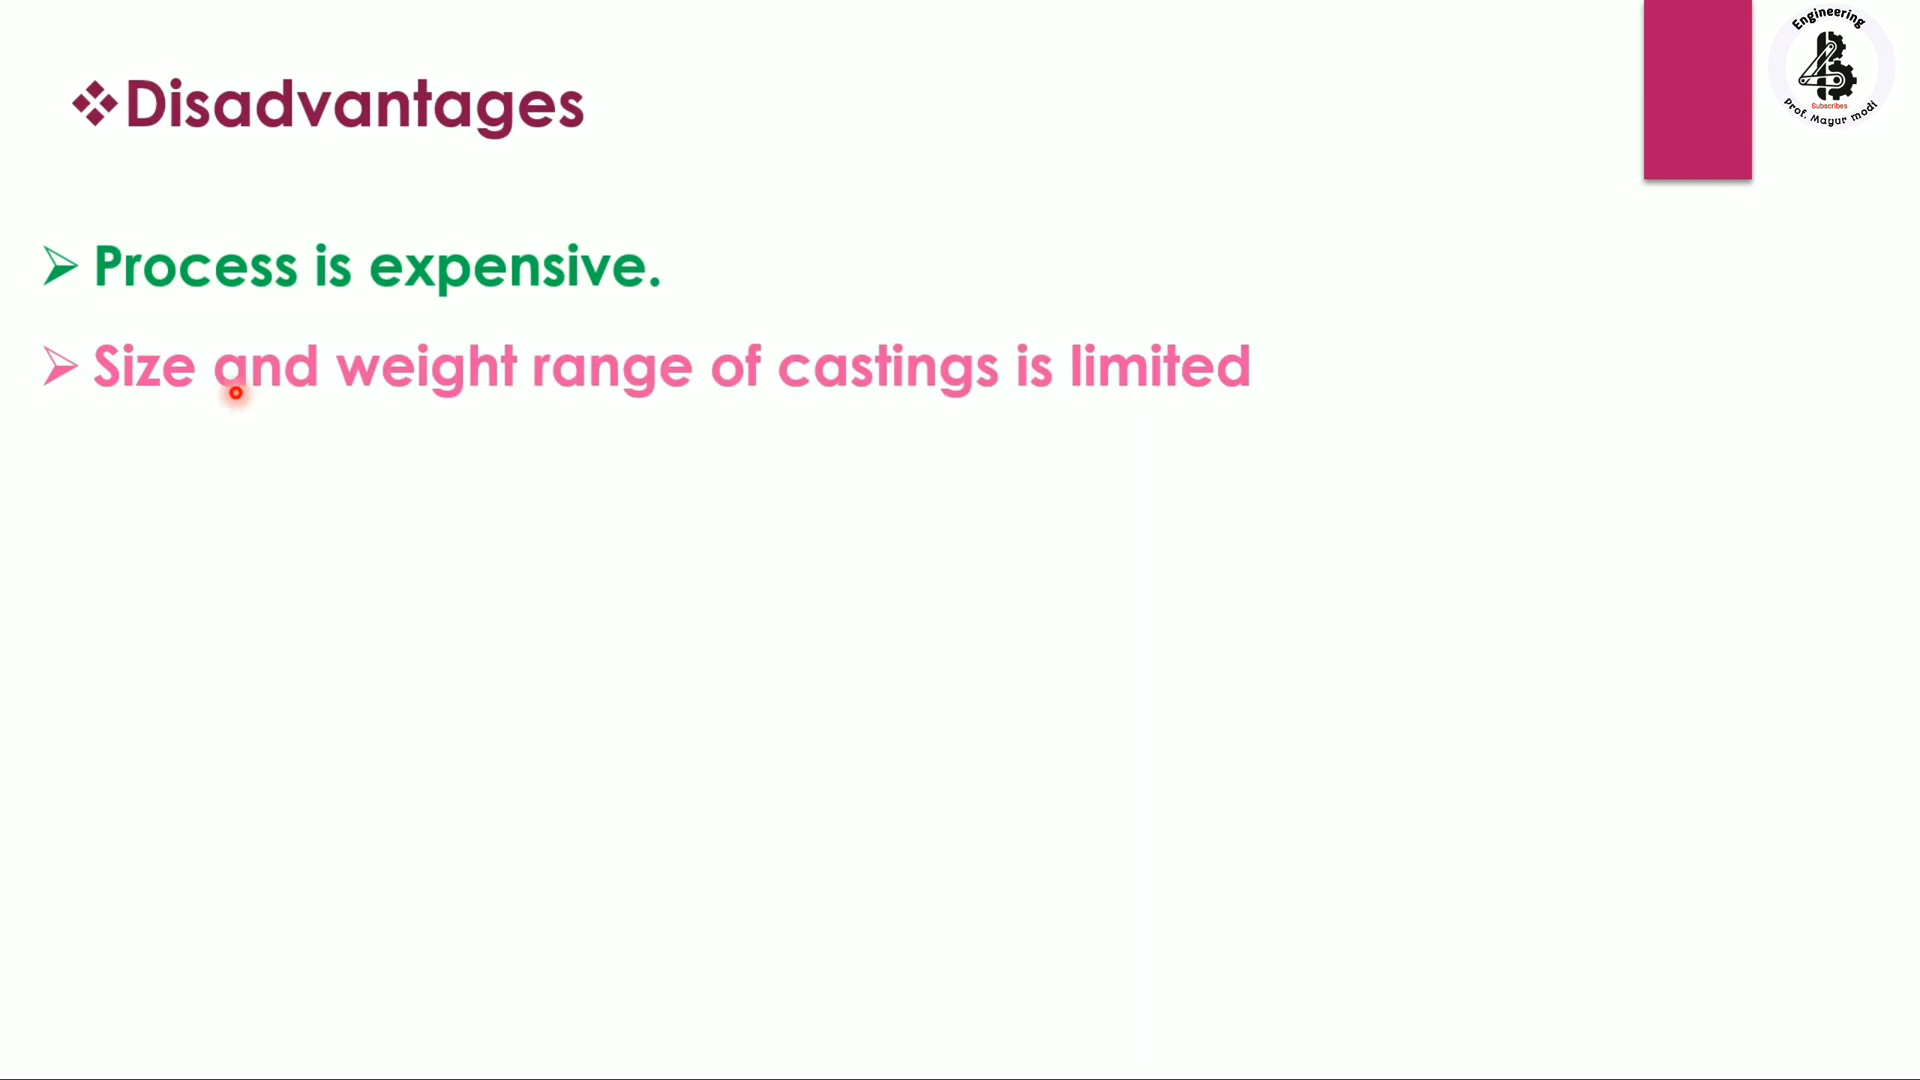 Engineering
Subscribes
Prof. Mayur modi
❖Disadvantages
➢ Process is expensive.
➢ Size and weight range of castings is limited